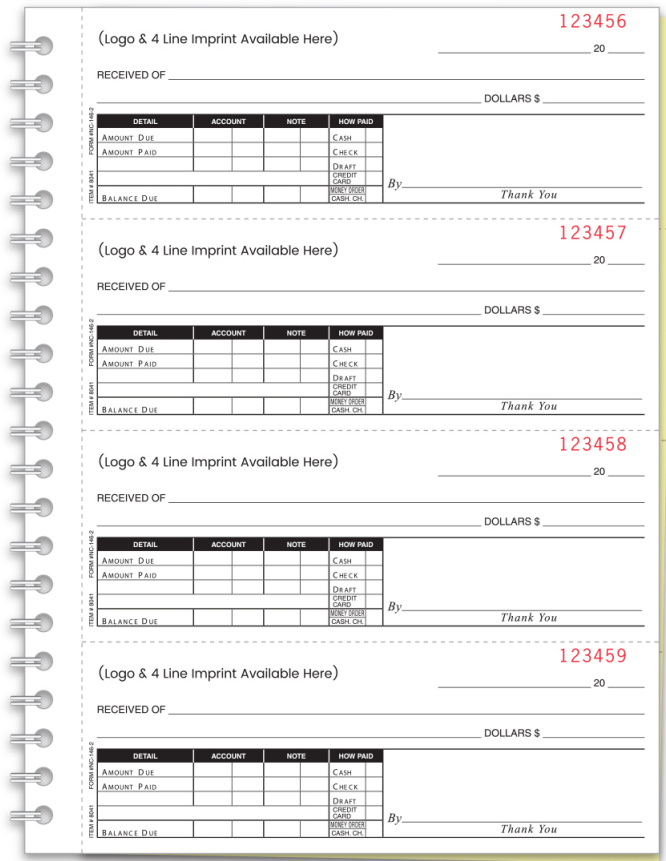 123456
(Logo & 4 Line Imprint Available Here)
20
RECEIVED OF
DOLLARS $
FORM #NC-146-2
ITEM # 8041
DETAIL ACCOUNT NOTE HOW PAID
AMOUNT DUE CASH
AMOUNT PAID CHECK
DRAFT
CREDIT
CARD
MONEY ORDER
BALANCE DUE CASH. CH.
By
Thank You
123457
(Logo & 4 Line Imprint Available Here)
20
RECEIVED OF
DOLLARS $
FORM #NC-146-2
ITEM # 8041
DETAIL ACCOUNT NOTE HOW PAID
AMOUNT DUE CASH
AMOUNT PAID CHECK
DRAFT
CREDIT
CARD
MONEY ORDER
BALANCE DUE CASH. CH.
By
Thank You
123458
(Logo & 4 Line Imprint Available Here)
20
RECEIVED OF
DOLLARS $
FORM #NC-146-2
ITEM # 8041
DETAIL ACCOUNT NOTE HOW PAID
AMOUNT DUE CASH
AMOUNT PAID CHECK
DRAFT
CREDIT
CARD
MONEY ORDER
BALANCE DUE CASH. CH.
By
Thank You
123459
(Logo & 4 Line Imprint Available Here)
20
RECEIVED OF
DOLLARS $
FORM #NC-146-2
ITEM # 8041
DETAIL ACCOUNT NOTE HOW PAID
AMOUNT DUE CASH
AMOUNT PAID CHECK
DRAFT
CREDIT
CARD
MONEY ORDER
BALANCE DUE CASH. CH.
By
Thank You